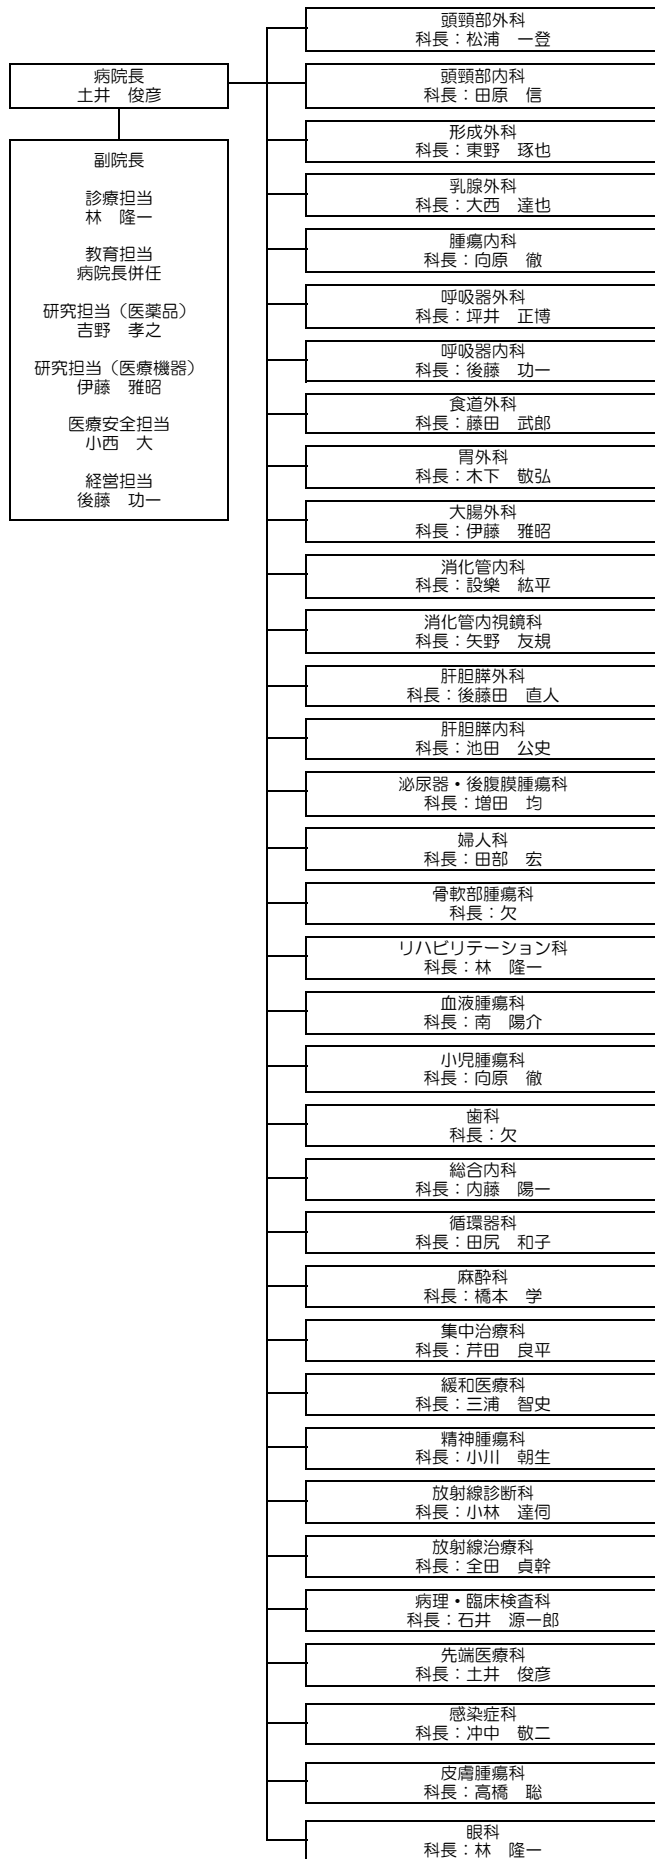 病院長
土井　俊彦
副院長
診療担当
林　隆一
教育担当
病院長併任
研究担当（医薬品）
吉野　孝之
研究担当（医療機器）
伊藤　雅昭
医療安全担当
小西　大
経営担当
後藤　功一
頭頸部外科
科長：松浦　一登
頭頸部内科
科長：田原　信
形成外科
科長：東野　琢也
乳腺外科
科長：大西　達也
腫瘍内科
科長：向原　徹
呼吸器外科
科長：坪井　正博
呼吸器内科
科長：後藤　功一
食道外科
科長：藤田　武郎
胃外科
科長：木下　敬弘
大腸外科
科長：伊藤　雅昭
消化管内科
科長：設樂　紘平
消化管内視鏡科
科長：矢野　友規
肝胆膵外科
科長：後藤田　直人
肝胆膵内科
科長：池田　公史
泌尿器・後腹膜腫瘍科
科長：増田　均
婦人科
科長：田部　宏
骨軟部腫瘍科
科長：欠
リハビリテーション科
科長：林　隆一
血液腫瘍科
科長：南　陽介
小児腫瘍科
科長：向原　徹
歯科
科長：欠
総合内科
科長：内藤　陽一
循環器科
科長：田尻　和子
麻酔科
科長：橋本　学
集中治療科
科長：芹田　良平
緩和医療科
科長：三浦　智史
精神腫瘍科
科長：小川　朝生
放射線診断科
科長：小林　達伺
放射線治療科
科長：全田　貞幹
病理・臨床検査科
科長：石井　源一郎
先端医療科
科長：土井　俊彦
感染症科
科長：冲中　敬二
皮膚腫瘍科
科長：高橋　聡
眼科
科長：林　隆一